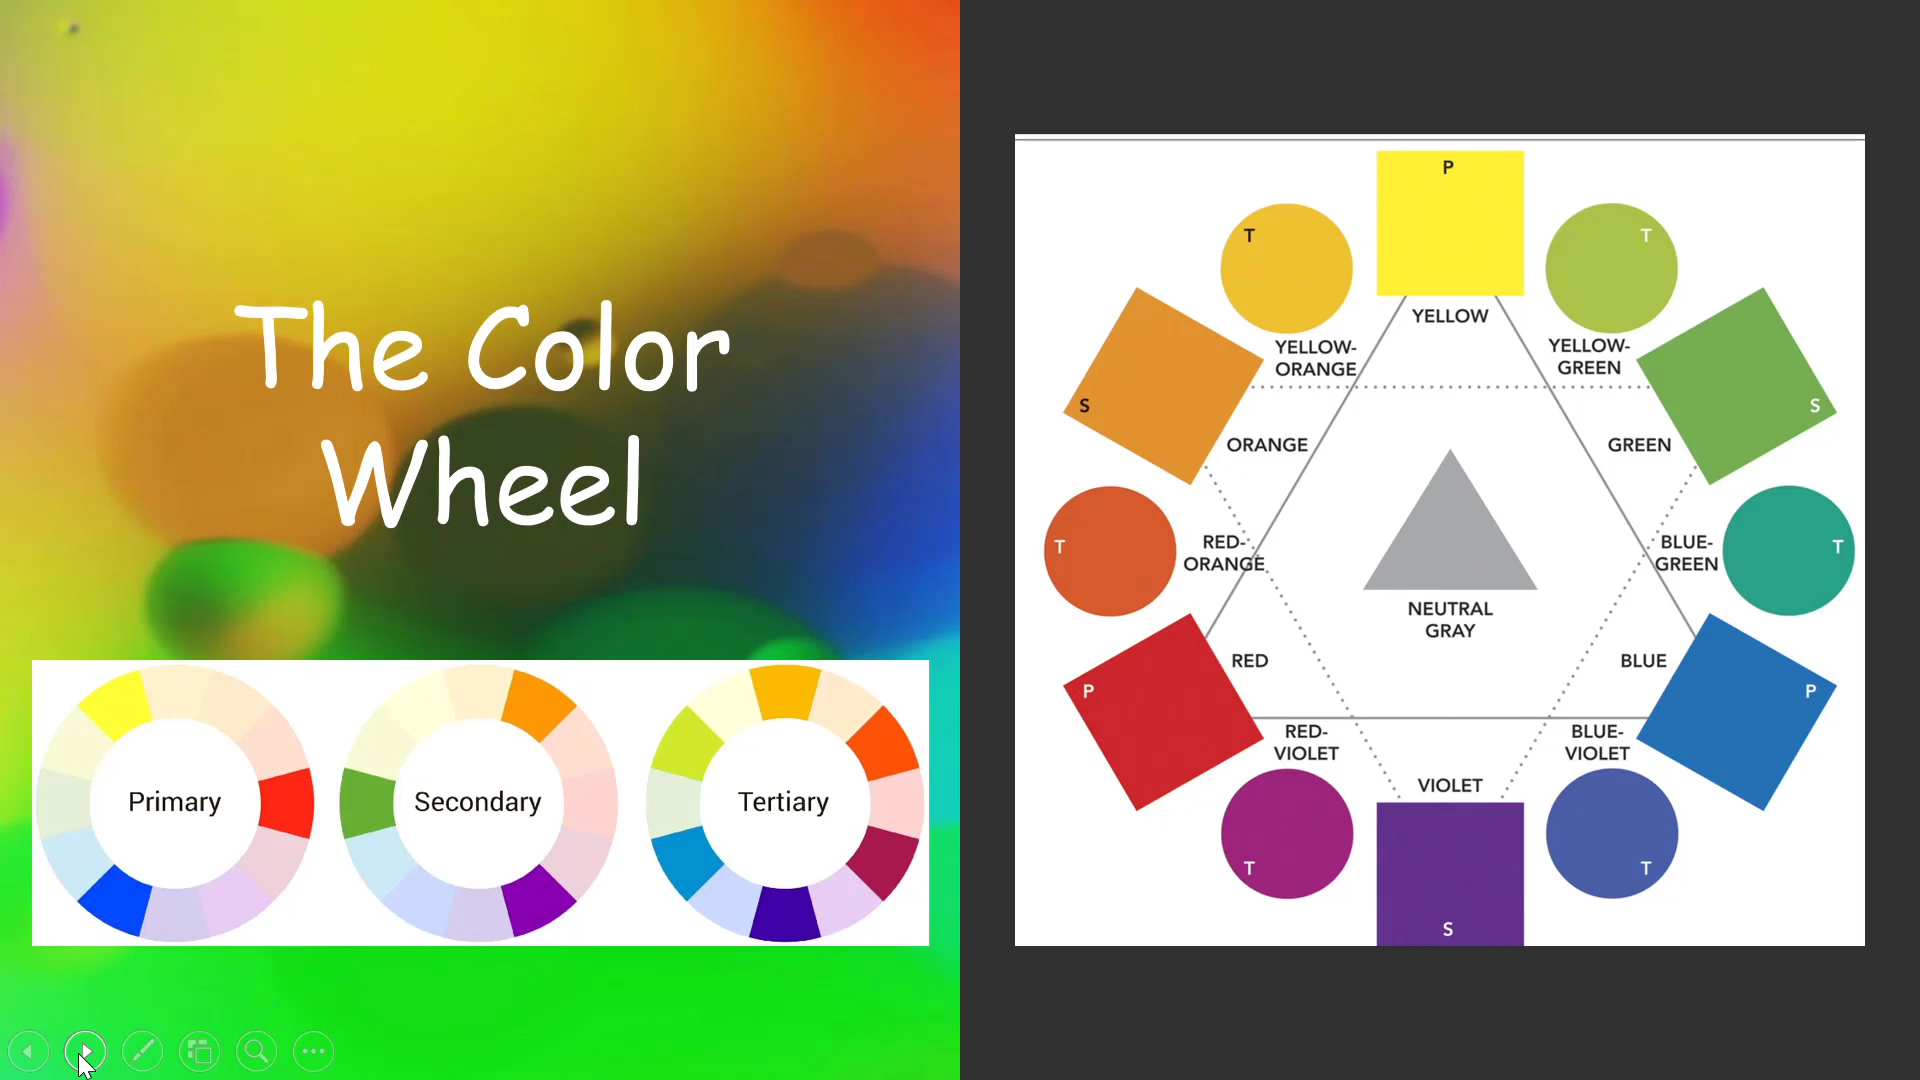 The Color
Wheel
Primary
Secondary
Tertiary
P
YELLOW
T
YELLOW-
ORANGE
T
YELLOW-
GREEN
S
ORANGE
S
GREEN
T
RED-
ORANGE
T
BLUE-
GREEN
NEUTRAL
GRAY
P
RED
P
BLUE
RED-
VIOLET
T
BLUE-
VIOLET
T
VIOLET
S